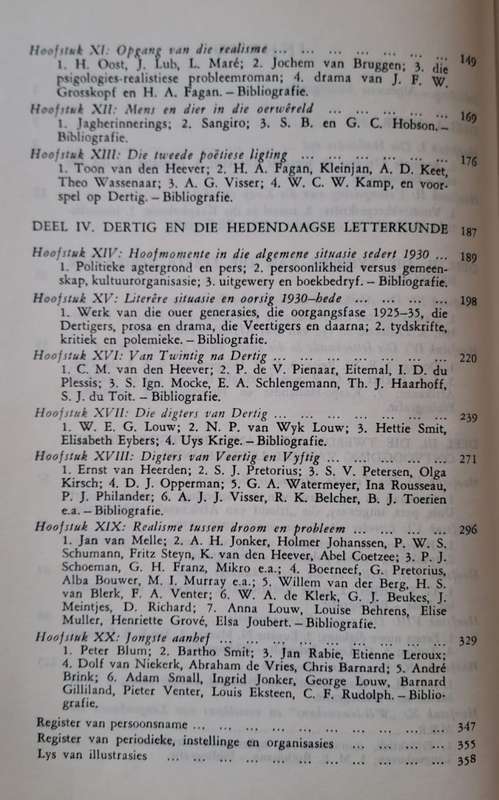 Hoofstuk XI: Opgang van die realisme ... ... ... ... ... ... ... 149
1. H. Oost, J. Lub, L. Maré; 2. Jochem van Bruggen; 3. die
psigologies-realistiese probleemroman; 4. drama van J. F. W.
Grosskopf en H. A. Fagan. – Bibliografie.
Hoofstuk XII: Mens en dier in die oerwêreld ... ... ... ... ... 169
1. Jagherinnerings; 2. Sangiro; 3. S. B. en G. C. Hobson. –
Bibliografie.
Hoofstuk XIII: Die tweede poëtiese ligting ... ... ... ... ... ... 176
1. Toon van den Heever; 2. H. A. Fagan, Kleinjan, A. D. Keet,
Theo Wassenaar; 3. A. G. Visser; 4. W. C. W. Kamp, en voor-
spel op Dertig. – Bibliografie.
DEEL IV. DERTIG EN DIE HEDENDAAGSE LETTERKUNDE 187
Hoofstuk XIV: Hoofmomente in die algemene situasie sedert 1930 ... 189
1. Politieke agtergrond en pers; 2. persoonlikheid versus gemeen-
skap, kultuurorganisasie; 3. uitgewery en boekbedryf. – Bibliografie.
Hoofstuk XV: Literêre situasie en oorsig 1930–hede ... ... ... ... 198
1. Werk van die ouer generasies, die oorgangsfase 1925–35, die
Dertigers, prosa en drama, die Veertigers en daarna; 2. tydskrifte,
kritiek en polemieke. – Bibliografie.
Hoofstuk XVI: Van Twintig na Dertig ... ... ... ... ... ... ... 220
1. C. M. van den Heever; 2. P. de V. Pienaar, Eitemal, I. D. du
Plessis; 3. S. Ign. Mocke, E. A. Schlengemann, Th. J. Haarhoff,
S. J. du Toit. – Bibliografie.
Hoofstuk XVII: Die digters van Dertig ... ... ... ... ... ... ... 239
1. W. E. G. Louw; 2. N. P. van Wyk Louw; 3. Hettie Smit,
Elisabeth Eybers; 4. Uys Krige. – Bibliografie.
Hoofstuk XVIII: Digters van Veertig en Vyftig ... ... ... ... ... 271
1. Ernst van Heerden; 2. S. J. Pretorius; 3. S. V. Petersen, Olga
Kirsch; 4. D. J. Opperman; 5. G. A. Watermeyer, Ina Rousseau,
P. J. Philander; 6. A. J. J. Visser, R. K. Belcher, B. J. Toerien
e.a. – Bibliografie.
Hoofstuk XIX: Realisme tussen droom en probleem ... ... ... ... 296
1. Jan van Melle; 2. A. H. Jonker, Holmer Johanssen, P. W. S.
Schumann, Fritz Steyn, K. van den Heever, Abel Coetzee; 3. P. J.
Schoeman, G. H. Franz, Mikro e.a.; 4. Boerneef, G. Pretorius,
Alba Bouwer, M. I. Murray e.a.; 5. Willem van der Berg, H. S.
van Blerk, F. A. Venter; 6. W. A. de Klerk, G. J. Beukes, J.
Meintjes, D. Richard; 7. Anna Louw, Louise Behrens, Elise
Muller, Henriette Grové, Elsa Joubert. – Bibliografie.
Hoofstuk XX: Jongste aanhef ... ... ... ... ... ... ... ... ... 329
1. Peter Blum; 2. Bartho Smit; 3. Jan Rabie, Etienne Leroux;
4. Dolf van Niekerk, Abraham de Vries, Chris Barnard; 5. André
Brink; 6. Adam Small, Ingrid Jonker, George Louw, Barnard
Gilliland, Pieter Venter, Louis Eksteen, C. F. Rudolph. – Biblio-
grafie.
Register van persoonsname ... ... ... ... ... ... ... ... ... ... 347
Register van periodieke, instellinge en organisasies ... ... ... ... 355
Lys van illustrasies ... ... ... ... ... ... ... ... ... ... ... 358